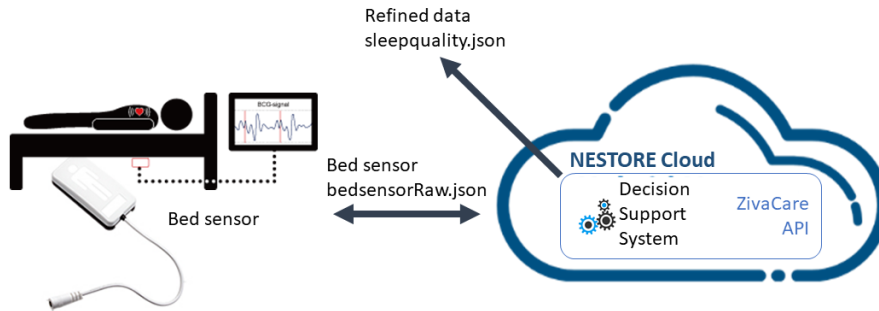 Refined data
sleepquality.json
BCG-signal
NESTORE Cloud
Bed sensor
bedsensorRaw.json
Decision
Support
System
ZivaCare
API
Bed sensor